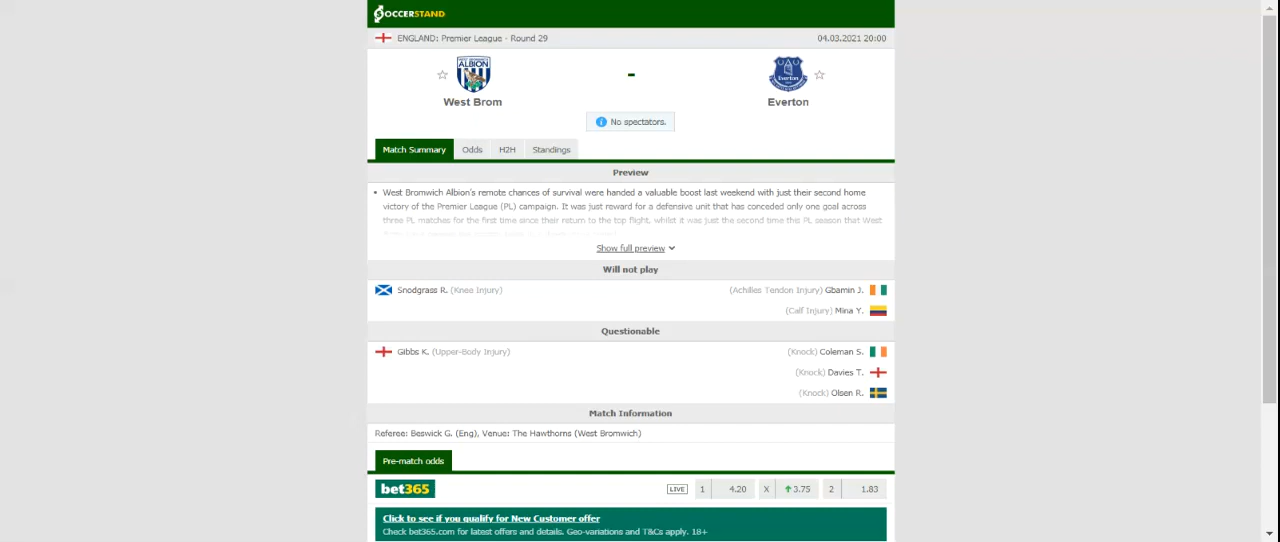 SOCCERSTAND
ENGLAND: Premier League - Round 29 04.03.2021 20:00
-
West Brom Everton
No spectators.
Match Summary Odds H2H Standings
Preview
West Bromwich Albion's remote chances of survival were handed a valuable boost last weekend with just their second home
victory of the Premier League (PL) campaign. It was just reward for a defensive unit that has conceded only one goal across
three PL matches for the first time since their return to the top flight, whilst it was just the second time this PL season that West
Show full preview
Will not play
Snodgrass R. (Knee Injury) (Achilles Tendon Injury) Gbamin J.
(Calf Injury) Mina Y.
Questionable
Gibbs K. (Upper-Body Injury) (Knock) Coleman S.
(Knock) Davies T.
(Knock) Olsen R.
Match Information
Referee: Beswick G. (Eng), Venue: The Hawthorns (West Bromwich)
Pre-match odds
bet365 LIVE 1 4.20 X 3.75 2 1.83
Click to see if you qualify for New Customer offer
Check bet365.com for latest offers and details. Geo-variations and T&Cs apply. 18+